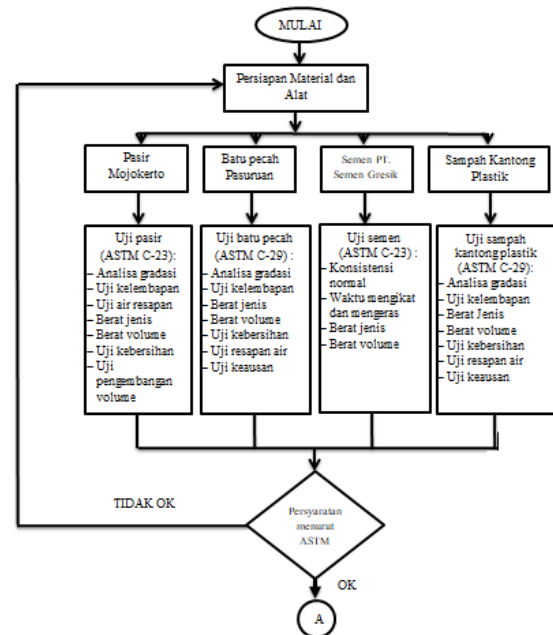 MULAI
Persiapan Material dan
Alat
Pasir
Mojokerto
Batu pecah
Pasuruan
Semen PT.
Semen Gresik
Sampah Kantong
Plastik
Uji pasir
(ASTM C-23):
– Analisa gradasi
– Uji kelembapan
– Uji air resapan
– Berat jenis
– Berat volume
– Uji kebersihan
– Uji
pengembangan
volume
Uji batu pecah
(ASTM C-29) :
– Analisa gradasi
– Uji kelembapan
– Berat jenis
– Berat volume
– Uji kebersihan
– Uji resapan air
– Uji keausan
Uji semen
(ASTM C-23) :
– Konsistensi
normal
– Waktu mengikat
dan mengeras
– Berat jenis
– Berat volume
Uji sampah
kantong plastik
(ASTM C-29):
– Analisa gradasi
– Uji kelembapan
– Berat Jenis
– Berat volume
– Uji kebersihan
– Uji resapan air
– Uji keausan
TIDAK OK
Persyaratan
menurut
ASTM
OK
A